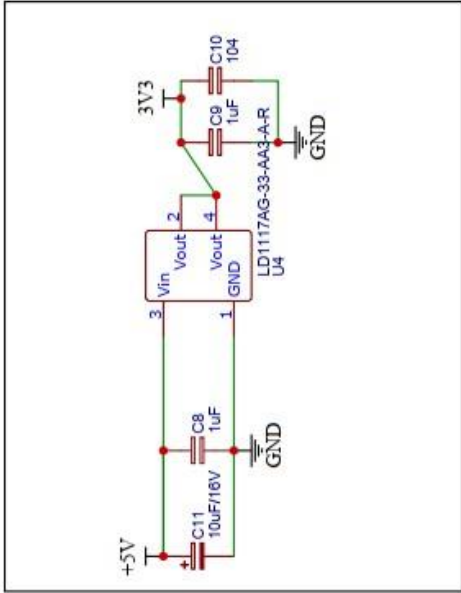 +5V
C11
10uF/16V
+
C8
1uF
GND
3
Vin
1
GND
2
Vout
4
Vout
LD1117AG-33-AA3-A-R
U4
3V3
C9
1uF
C10
104
GND